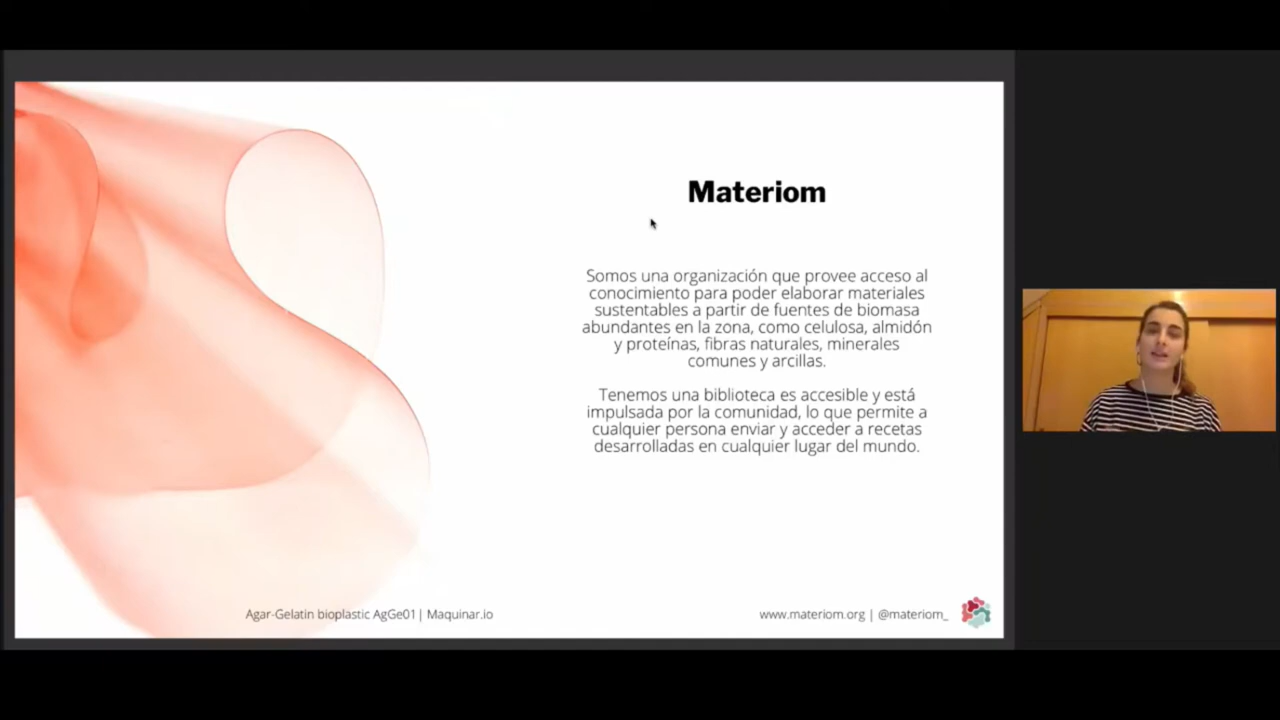 Materiom
Somos una organización que provee acceso al
conocimiento para poder elaborar materiales
sustentables a partir de fuentes de biomasa
abundantes en la zona, como celulosa, almidón
y proteínas, fibras naturales, minerales
comunes y arcillas.
Tenemos una biblioteca es accesible y está
impulsada por la comunidad, lo que permite a
cualquier persona enviar y acceder a recetas
desarrolladas en cualquier lugar del mundo.
Agar-Gelatin bioplastic AgGe01| Maquinar.io
www.materiom.org | @materiom_